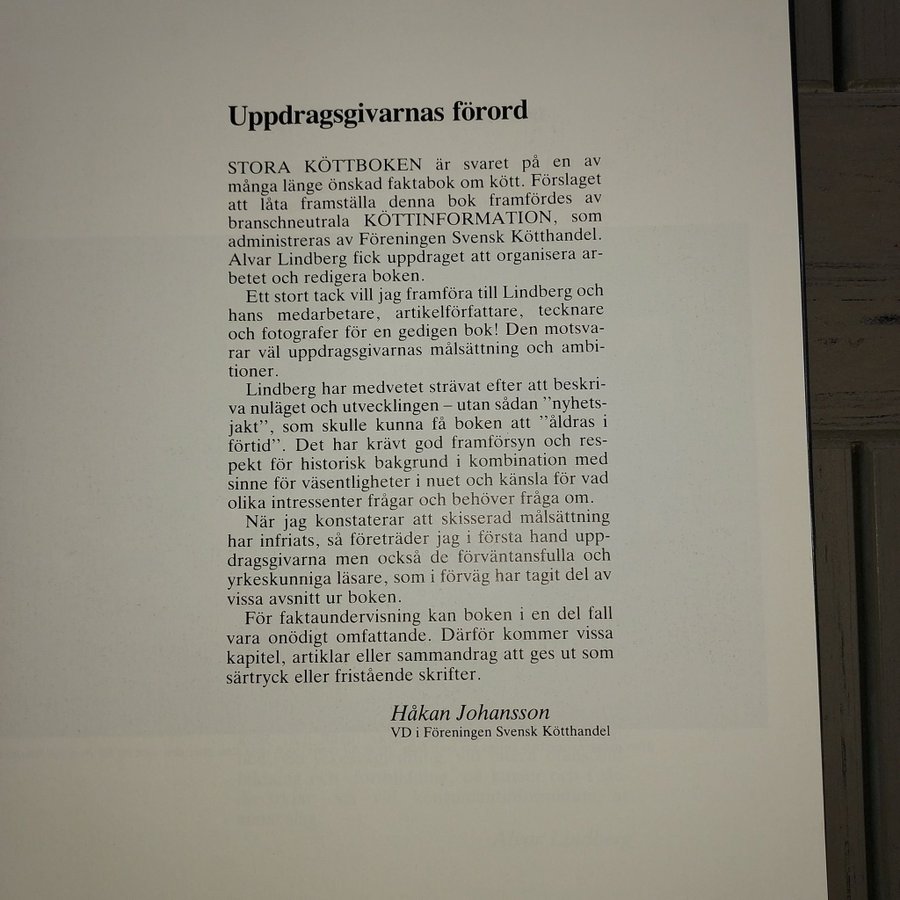 Uppdragsgivarnas förord
STORA KÖTTBOKEN är svaret på en av
många länge önskad faktabok om kött. Förslaget
att låta framställa denna bok framfördes av
branschneutrala KÖTTINFORMATION, som
administreras av Föreningen Svensk Kötthandel.
Alvar Lindberg fick uppdraget att organisera ar-
betet och redigera boken.
Ett stort tack vill jag framföra till Lindberg och
hans medarbetare, artikelförfattare, tecknare
och fotografer för en gedigen bok! Den motsva-
rar väl uppdragsgivarnas målsättning och ambi-
tioner.
Lindberg har medvetet strävat efter att beskri-
va nuläget och utvecklingen – utan sådan ”nyhets-
jakt”, som skulle kunna få boken att ”åldras i
förtid”. Det har krävt god framförsyn och res-
pekt för historisk bakgrund i kombination med
sinne för väsentligheter i nuet och känsla för vad
olika intressenter frågar och behöver fråga om.
När jag konstaterar att skisserad målsättning
har infriats, så företräder jag i första hand upp-
dragsgivarna men också de förväntansfulla och
yrkeskunniga läsare, som i förväg har tagit del av
vissa avsnitt ur boken.
För faktaundervisning kan boken i en del fall
vara onödigt omfattande. Därför kommer vissa
kapitel, artiklar eller sammandrag att ges ut som
särtryck eller fristående skrifter.
Håkan Johansson
VD i Föreningen Svensk Kötthandel